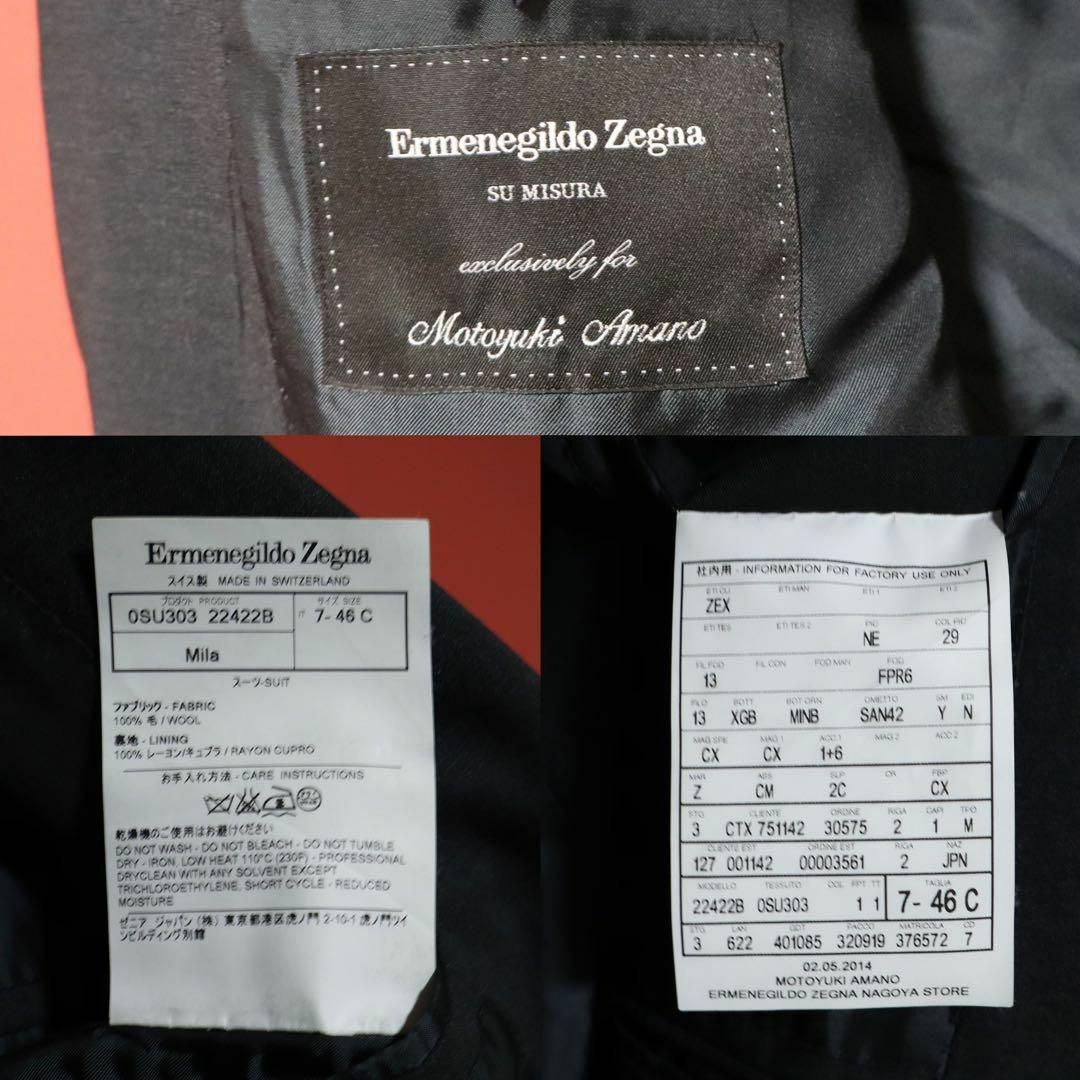 Ermenegildo Zegna
SU MISURA
exclusively for
Motoyuki Amano
Ermenegildo Zegna
スイス製 MADE IN SWITZERLAND
プロダクト PRODUCT サイズ SIZE
0SU303 22422B IT 7- 46 C
Mila
スーツ-SUIT
ファブリック - FABRIC
100% 毛 / WOOL
裏地 - LINING
100% レーヨン/キュプラ / RAYON CUPRO
お手入れ方法 - CARE INSTRUCTIONS
乾燥機のご使用はお避けください
DO NOT WASH - DO NOT BLEACH - DO NOT TUMBLE
DRY - IRON, LOW HEAT 110°C (230F) - PROFESSIONAL
DRYCLEAN WITH ANY SOLVENT EXCEPT
TRICHLOROETHYLENE, SHORT CYCLE - REDUCED
MOISTURE
ゼニア ジャパン (株) 東京都港区虎ノ門 2-10-1 虎ノ門ツイ
ンビルディング別館
社内用 - INFORMATION FOR FACTORY USE ONLY
ETI CLI ETI MAN ETI 1 ETI 2
ZEX
ETI TES ETI TES 2 PIC COL PIC
NE 29
FIL FOD FIL CON FOD MAN FOD
13 FPR6
FILO BOTT BOT ORN OMETTO SM EDI
13 XGB MINB SAN42 Y N
MAG SPE MAG 1 ACC 1 MAG 2 ACC 2
CX CX 1+6
MAR ABS SLP CR FBP
Z CM 2C CX
STG CLIENTE ORDINE RIGA CAPI TPO
3 CTX 751142 30575 2 1 M
CLIENTE EST ORDINE EST RIGA NAZ
127 001142 00003561 2 JPN
MODELLO TESSUTO COL RPT TT TAGLIA
22422B 0SU303 1 1 7- 46 C
STG LAN GDT PACCO MATRICOLA CD
3 622 401085 320919 376572 7
02.05.2014
MOTOYUKI AMANO
ERMENEGILDO ZEGNA NAGOYA STORE